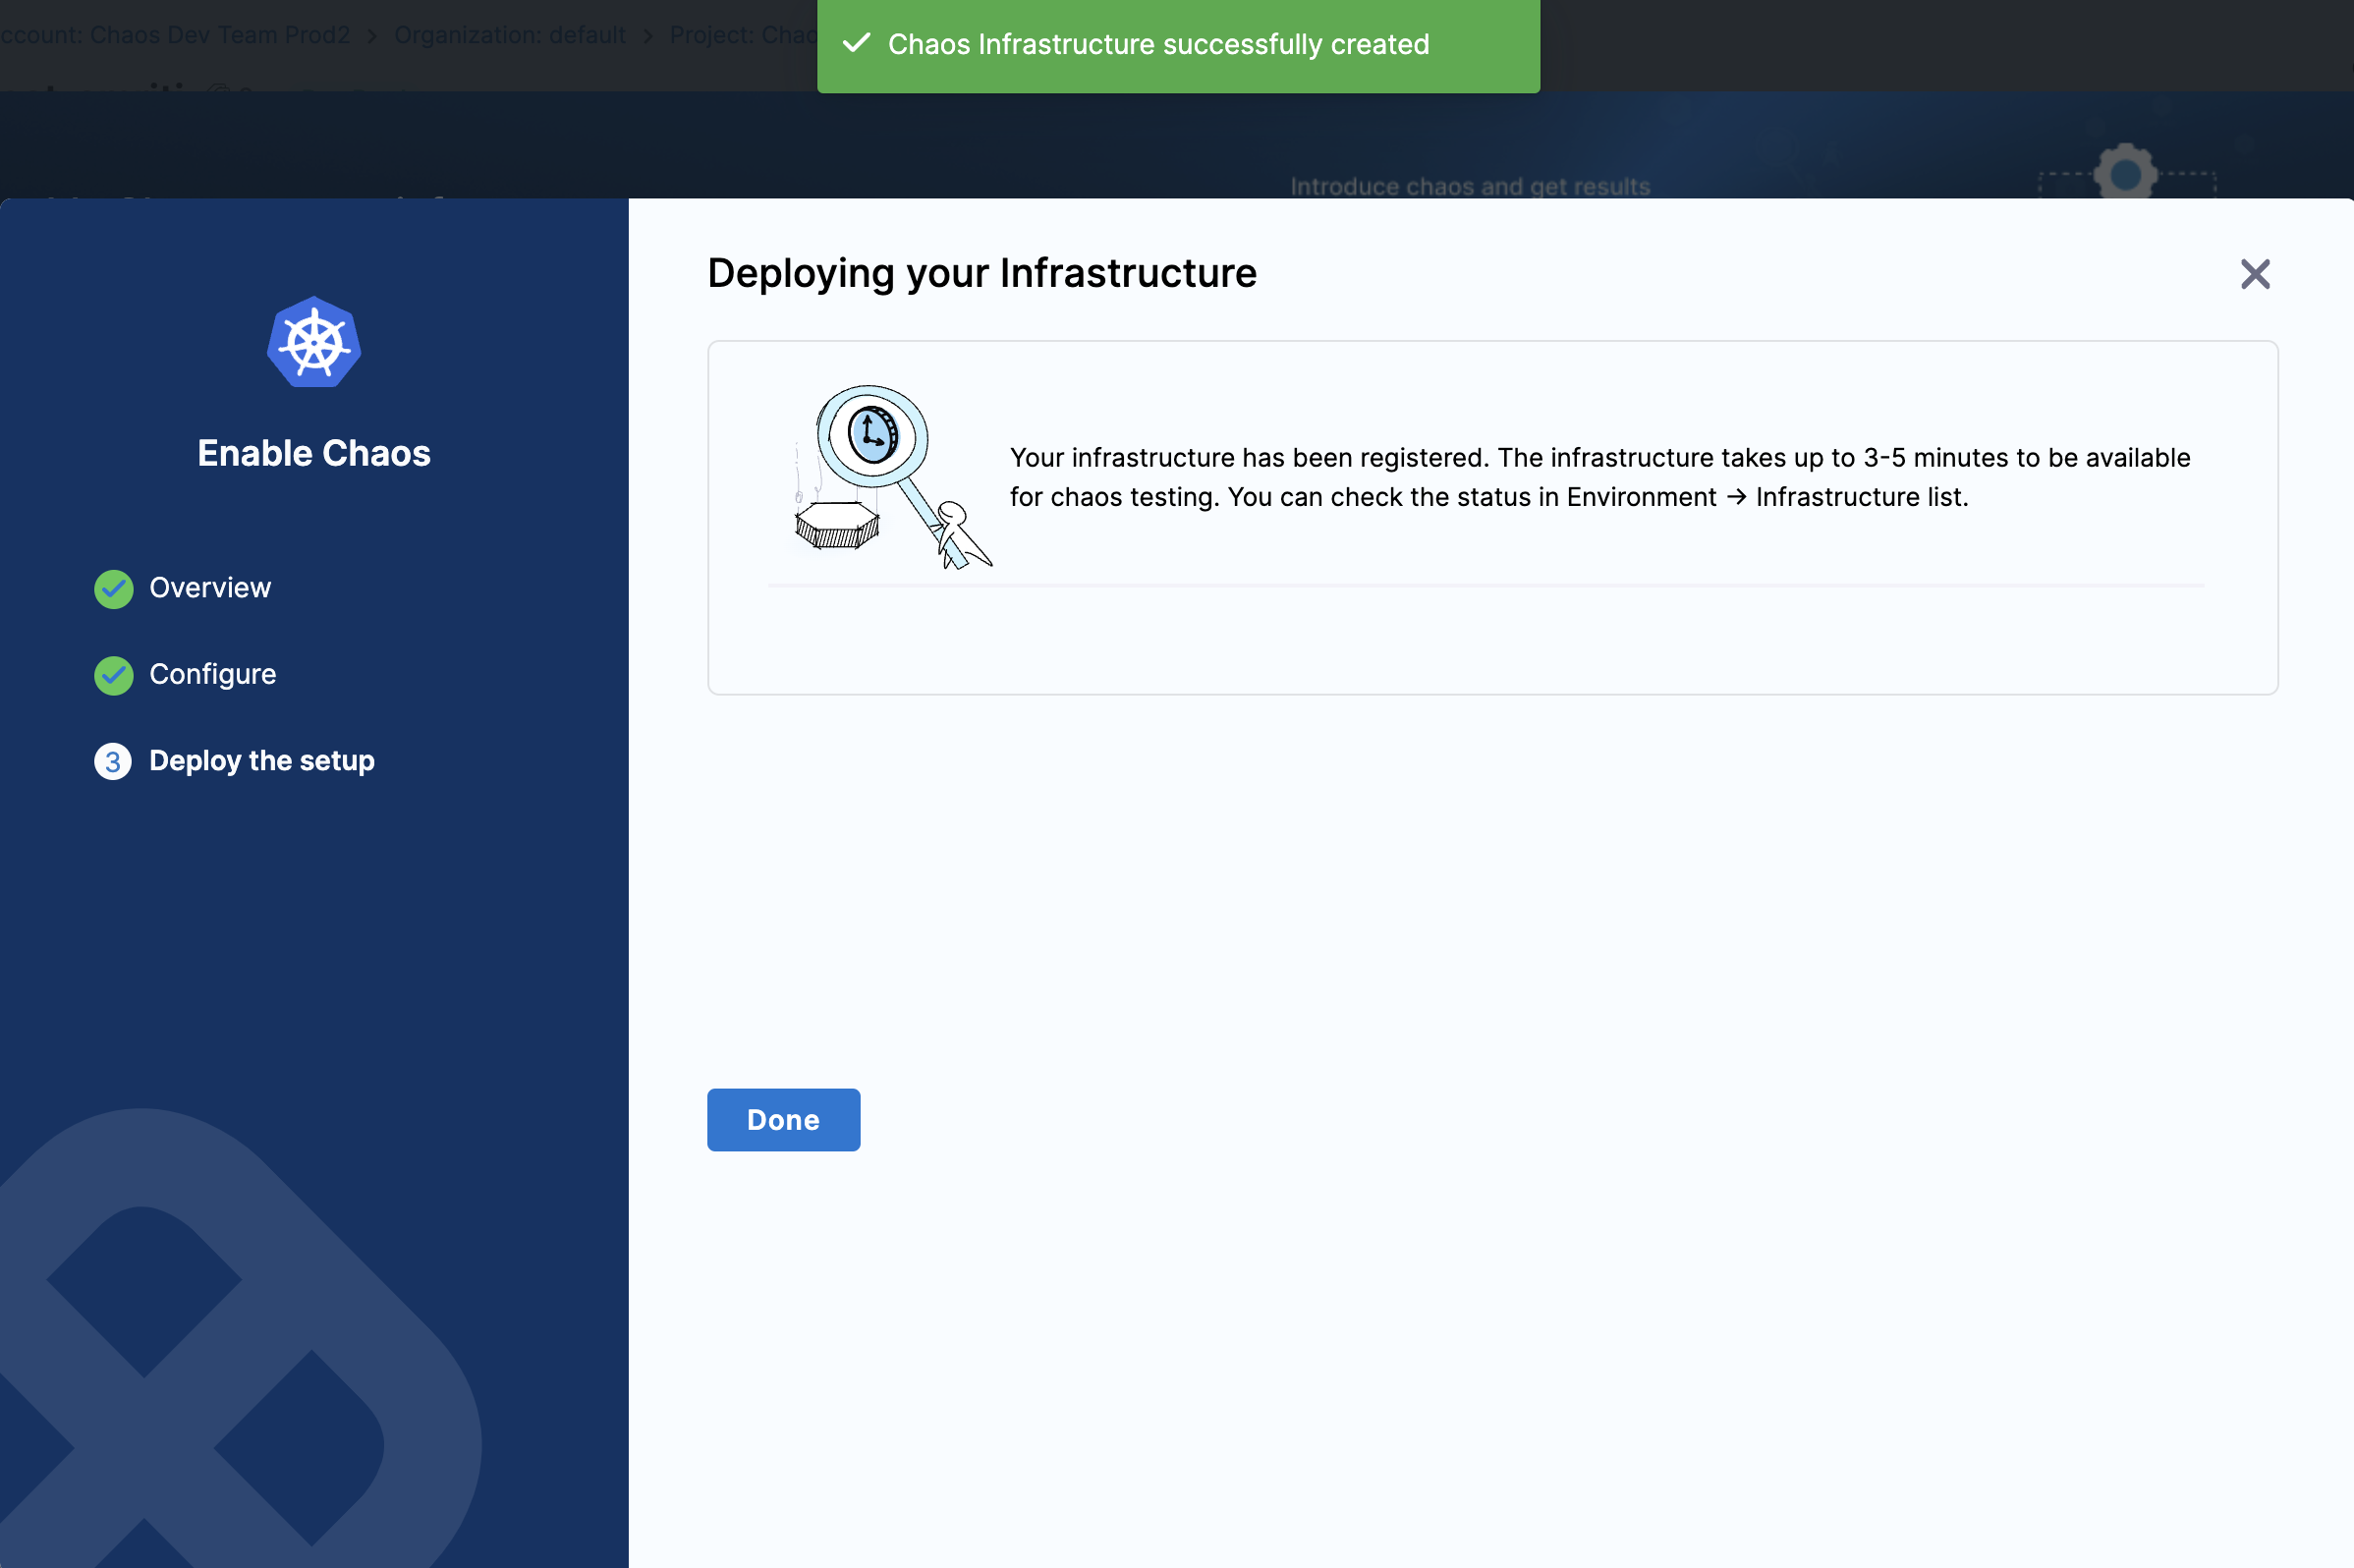 ccount: Chaos Dev Team Prod2 > Organization: default > Project: Chao
Chaos Infrastructure successfully created
Introduce chaos and get results
Enable Chaos
Overview
Configure
3 Deploy the setup
Deploying your Infrastructure
Your infrastructure has been registered. The infrastructure takes up to 3-5 minutes to be available
for chaos testing. You can check the status in Environment → Infrastructure list.
Done